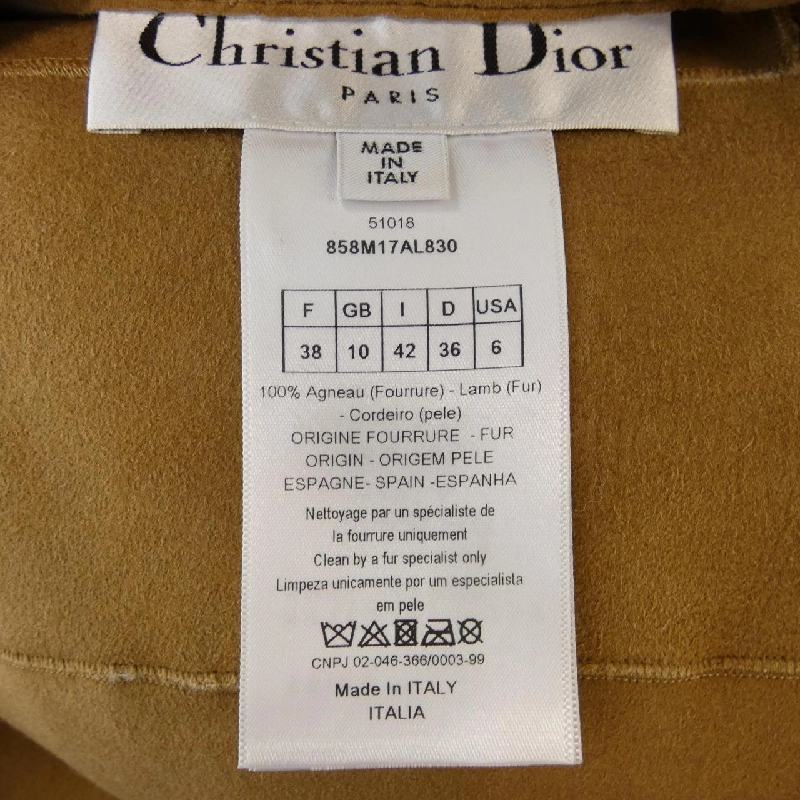 Christian Dior
PARIS
MADE
IN
ITALY
51018
858M17AL830
F GB I D USA
38 10 42 36 6
100% Agneau (Fourrure) - Lamb (Fur)
- Cordeiro (pele)
ORIGINE FOURRURE - FUR
ORIGIN - ORIGEM PELE
ESPAGNE- SPAIN -ESPANHA
Nettoyage par un spécialiste de
la fourrure uniquement
Clean by a fur specialist only
Limpeza unicamente por um especialista
em pele
CNPJ 02-046-366/0003-99
Made In ITALY
ITALIA